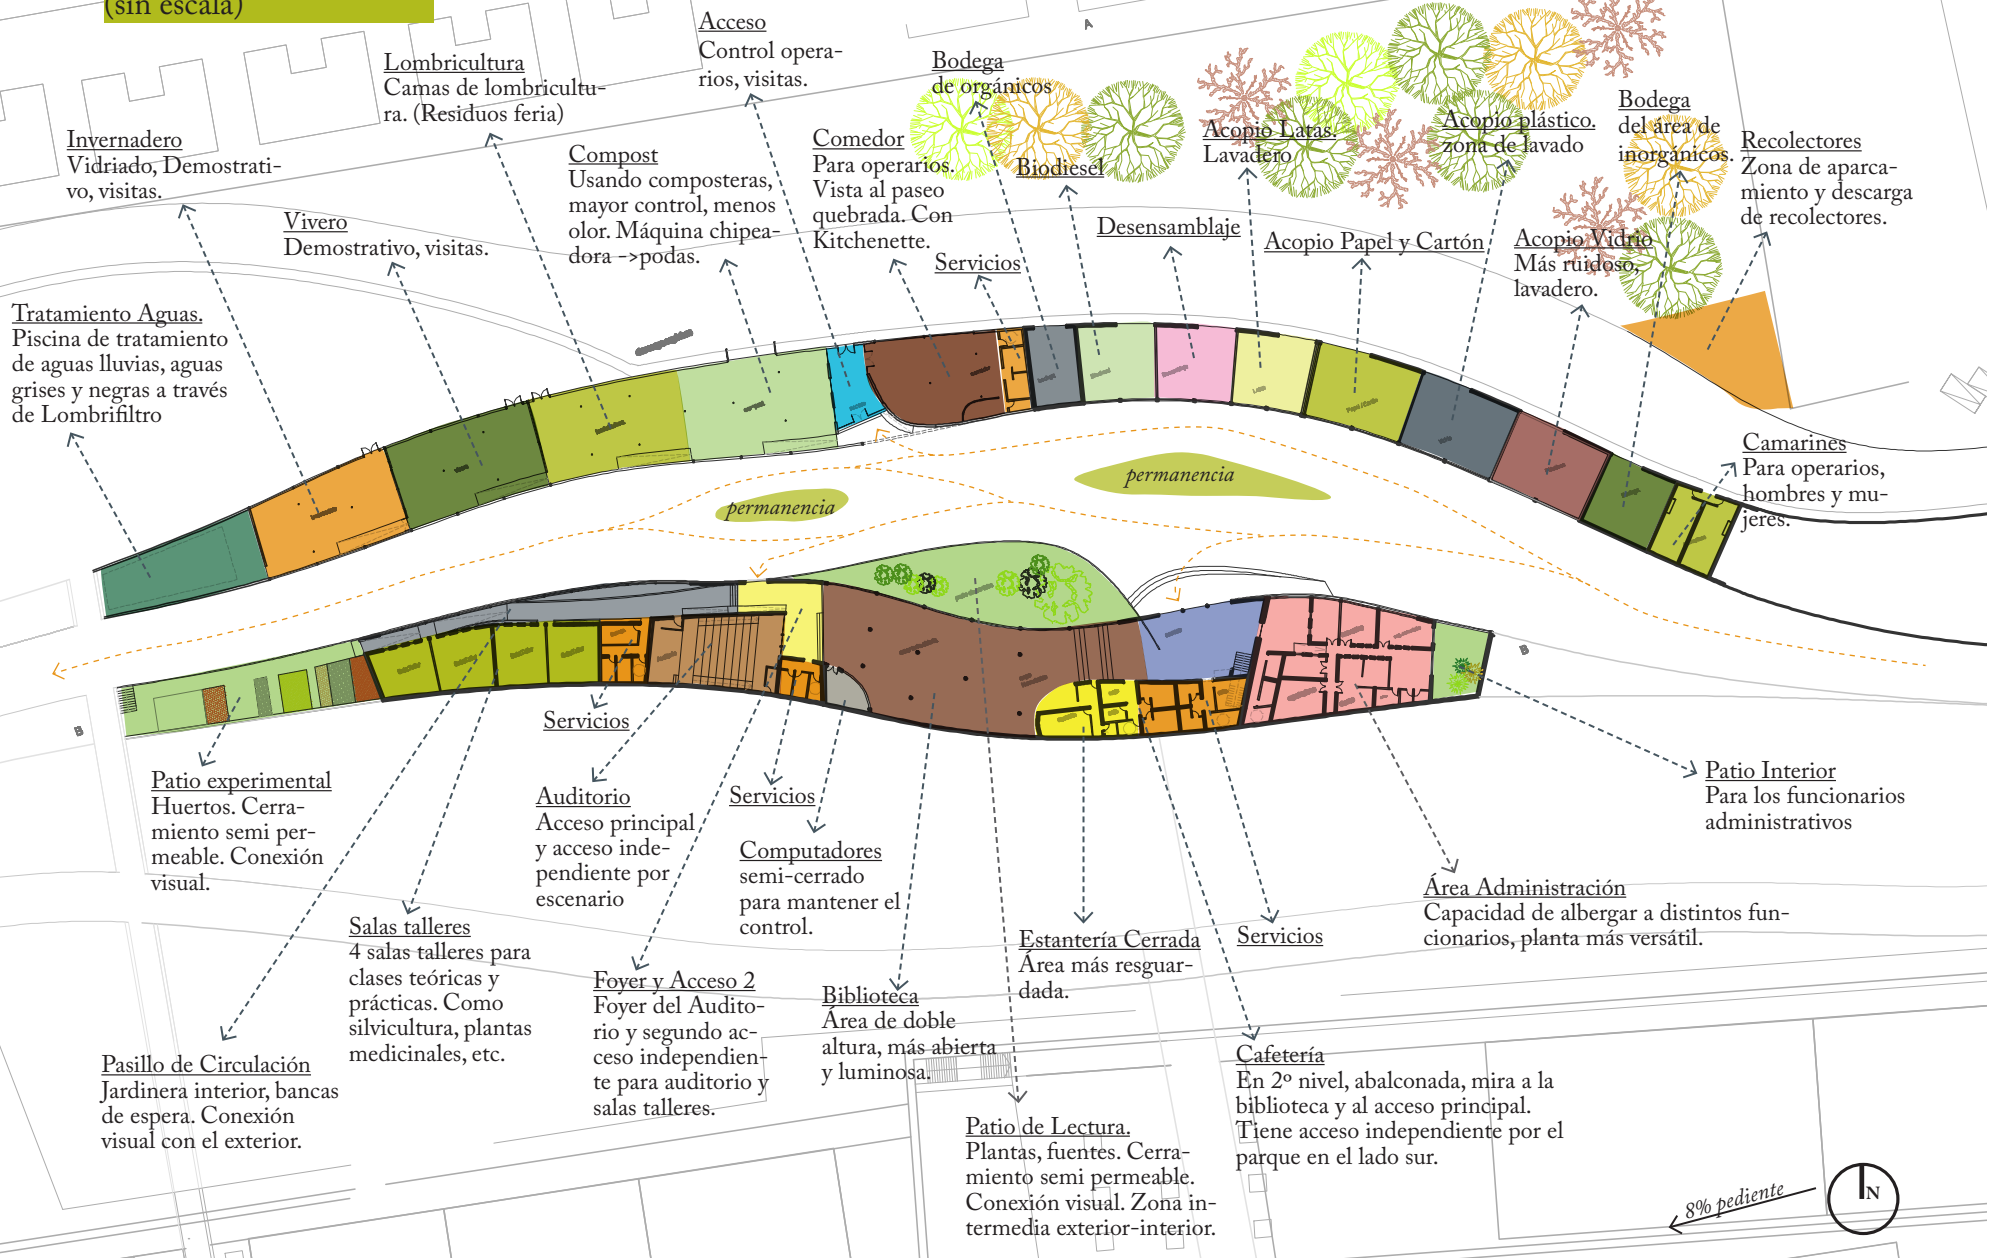 (sin escala)
Acceso
Control opera-
rios, visitas.
Lombricultura
Camas de lombricultu-
ra. (Residuos feria)
Bodega
de orgánicos
A
Invernadero
Vidriado, Demostrati-
vo, visitas.
Compost
Usando composteras,
mayor control, menos
olor. Máquina chipea-
dora ->podas.
Comedor
Para operarios.
Vista al paseo
quebrada. Con
Kitchenette.
Biodiesel
Acopio Latas.
Lavadero
Acopio plástico.
zona de lavado
Bodega
del área de
inorgánicos.
Recolectores
Zona de aparca-
miento y descarga
de recolectores.
Vivero
Demostrativo, visitas.
Servicios
Desensamblaje
Acopio Papel y Cartón
Acopio Vidrio
Más ruidoso,
lavadero.
Tratamiento Aguas.
Piscina de tratamiento
de aguas lluvias, aguas
grises y negras a través
de Lombrifiltro
Camarines
Para operarios,
hombres y mu-
jeres.
permanencia
permanencia
B
B
Patio experimental
Huertos. Cerra-
miento semi per-
meable. Conexión
visual.
Servicios
Auditorio
Acceso principal
y acceso inde-
pendiente por
escenario
Servicios
Computadores
semi-cerrado
para mantener el
control.
Patio Interior
Para los funcionarios
administrativos
Área Administración
Capacidad de albergar a distintos fun-
cionarios, planta más versátil.
Salas talleres
4 salas talleres para
clases teóricas y
prácticas. Como
silvicultura, plantas
medicinales, etc.
Foyer y Acceso 2
Foyer del Audito-
rio y segundo ac-
ceso independien-
te para auditorio y
salas talleres.
Biblioteca
Área de doble
altura, más abierta
y luminosa.
Estantería Cerrada
Área más resguar-
dada.
Servicios
Pasillo de Circulación
Jardinera interior, bancas
de espera. Conexión
visual con el exterior.
Patio de Lectura.
Plantas, fuentes. Cerra-
miento semi permeable.
Conexión visual. Zona in-
termedia exterior-interior.
Cafetería
En 2º nivel, abalconada, mira a la
biblioteca y al acceso principal.
Tiene acceso independiente por el
parque en el lado sur.
8% pediente
N